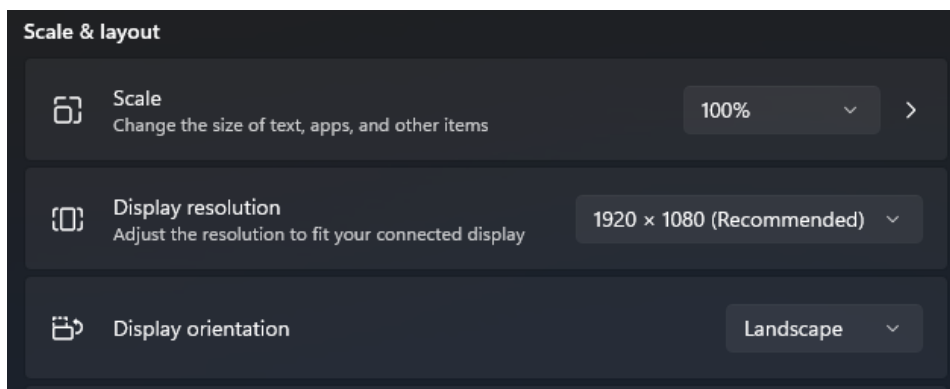 Scale & layout
Scale
Change the size of text, apps, and other items
100%
Display resolution
Adjust the resolution to fit your connected display
1920 × 1080 (Recommended)
Display orientation
Landscape